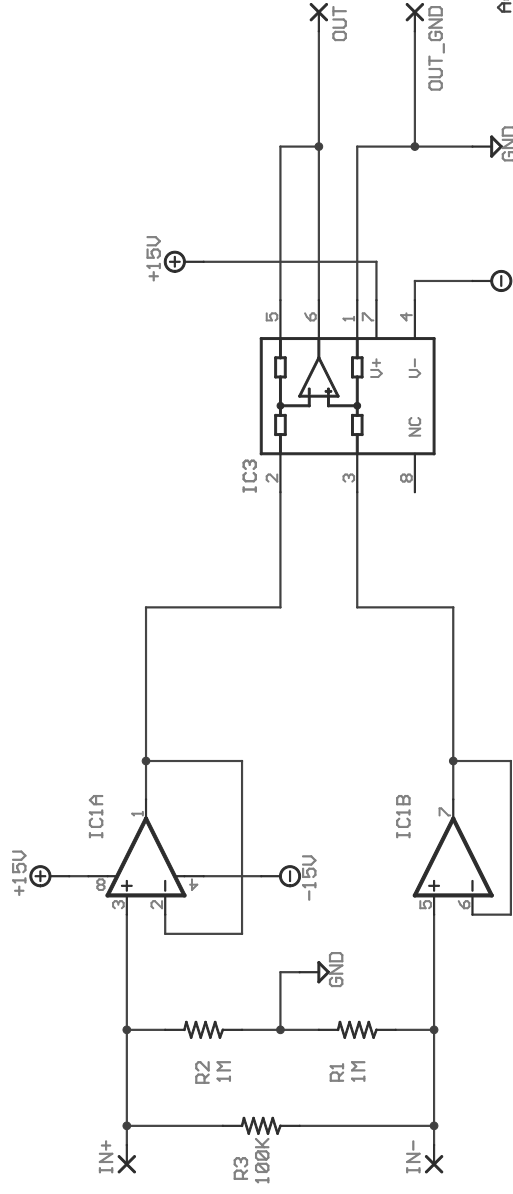 IN+
IN-
R3
100K
R2
1M
R1
1M
GND
+15V
-15V
IC1A
3
2
8
4
1
IC1B
5
6
7
IC3
2
3
8
NC
V+
V-
5
6
1
7
4
+15V
OUT
OUT_GND
GND
A